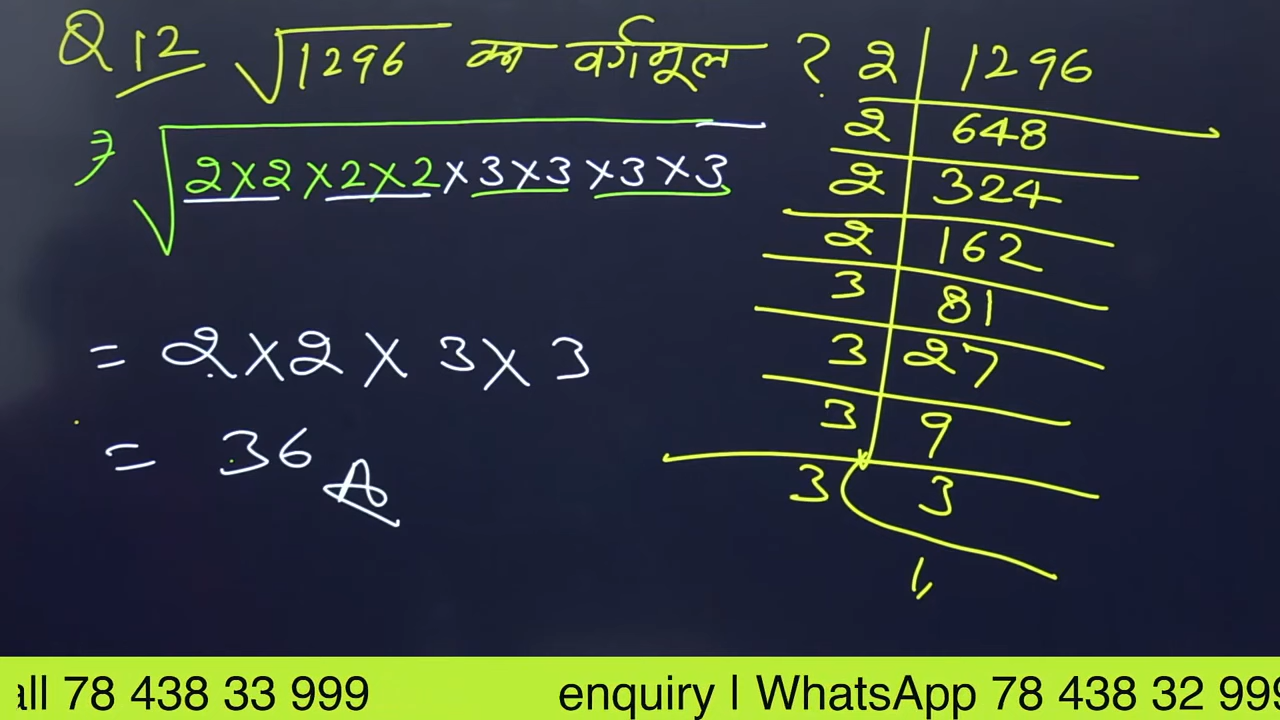 Q 12 √1296 का वर्गमूल ?
⇒ √2×2×2×2×3×3×3×3
= 2×2×3×3
= 36 A
2 | 1296
2 | 648
2 | 324
2 | 162
3 | 81
3 | 27
3 | 9
3 | 3
1
all 78 438 33 999 enquiry | WhatsApp 78 438 32 999